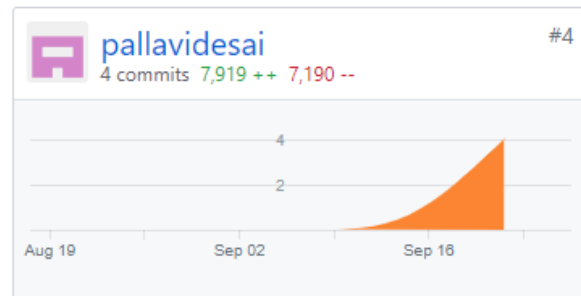 pallavidesai #4
4 commits 7,919 ++ 7,190 --
4
2
Aug 19 Sep 02 Sep 16